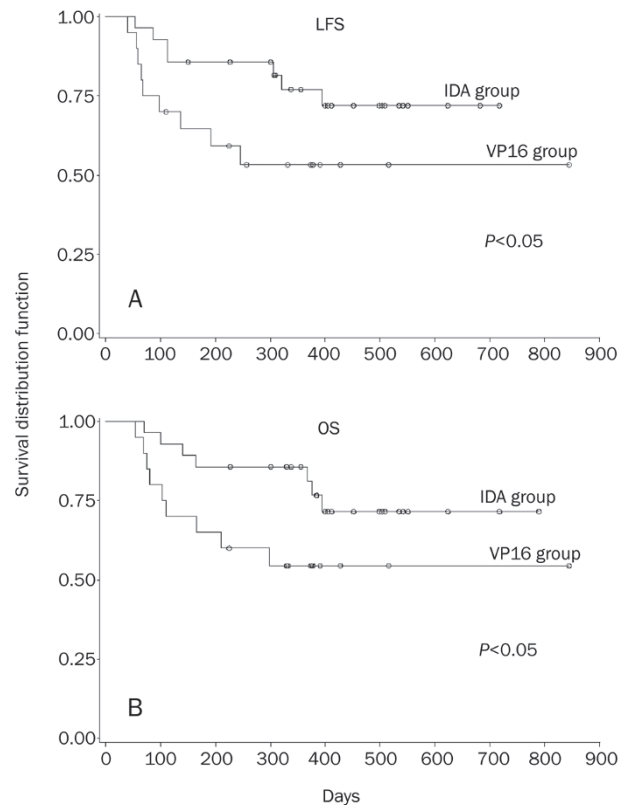 Survival distribution function
1.00
LFS
0.75
IDA group
VP16 group
0.50
0.25
P<0.05
A
0.00
0 100 200 300 400 500 600 700 800 900
1.00
OS
0.75
IDA group
VP16 group
0.50
0.25
P<0.05
B
0.00
0 100 200 300 400 500 600 700 800 900
Days